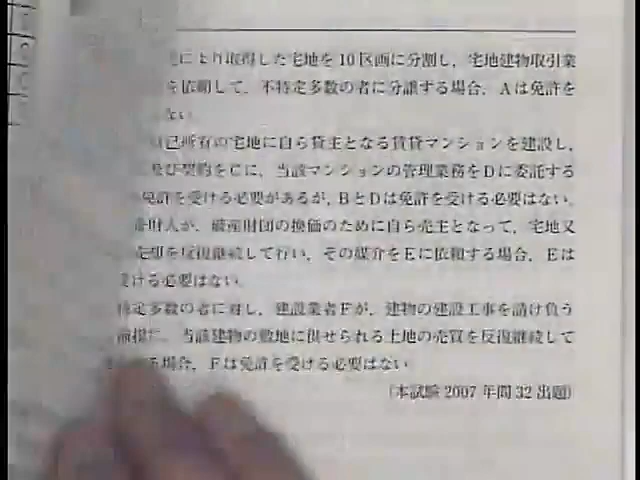 により取得した宅地を10区画に分割し、宅地建物取引業
を依頼して、不特定多数の者に分譲する場合、Aは免許を
ない
己所有の宅地に自ら貸主となる賃貸マンションを建設し、
及び契約をCに、当該マンションの管理業務をDに委託する
免許を受ける必要があるが、BとDは免許を受ける必要はない。
財人が、破産財団の換価のために自ら売主となって、宅地又
売却を反復継続して行い、その媒介をEに依頼する場合、Eは
受ける必要はない。
特定多数の者に対し、建設業者Fが、建物の建設工事を請け負う
前提に、当該建物の敷地に供せられる土地の売買を反復継続して
場合、Fは免許を受ける必要はない
（本試験2007年問32出題）